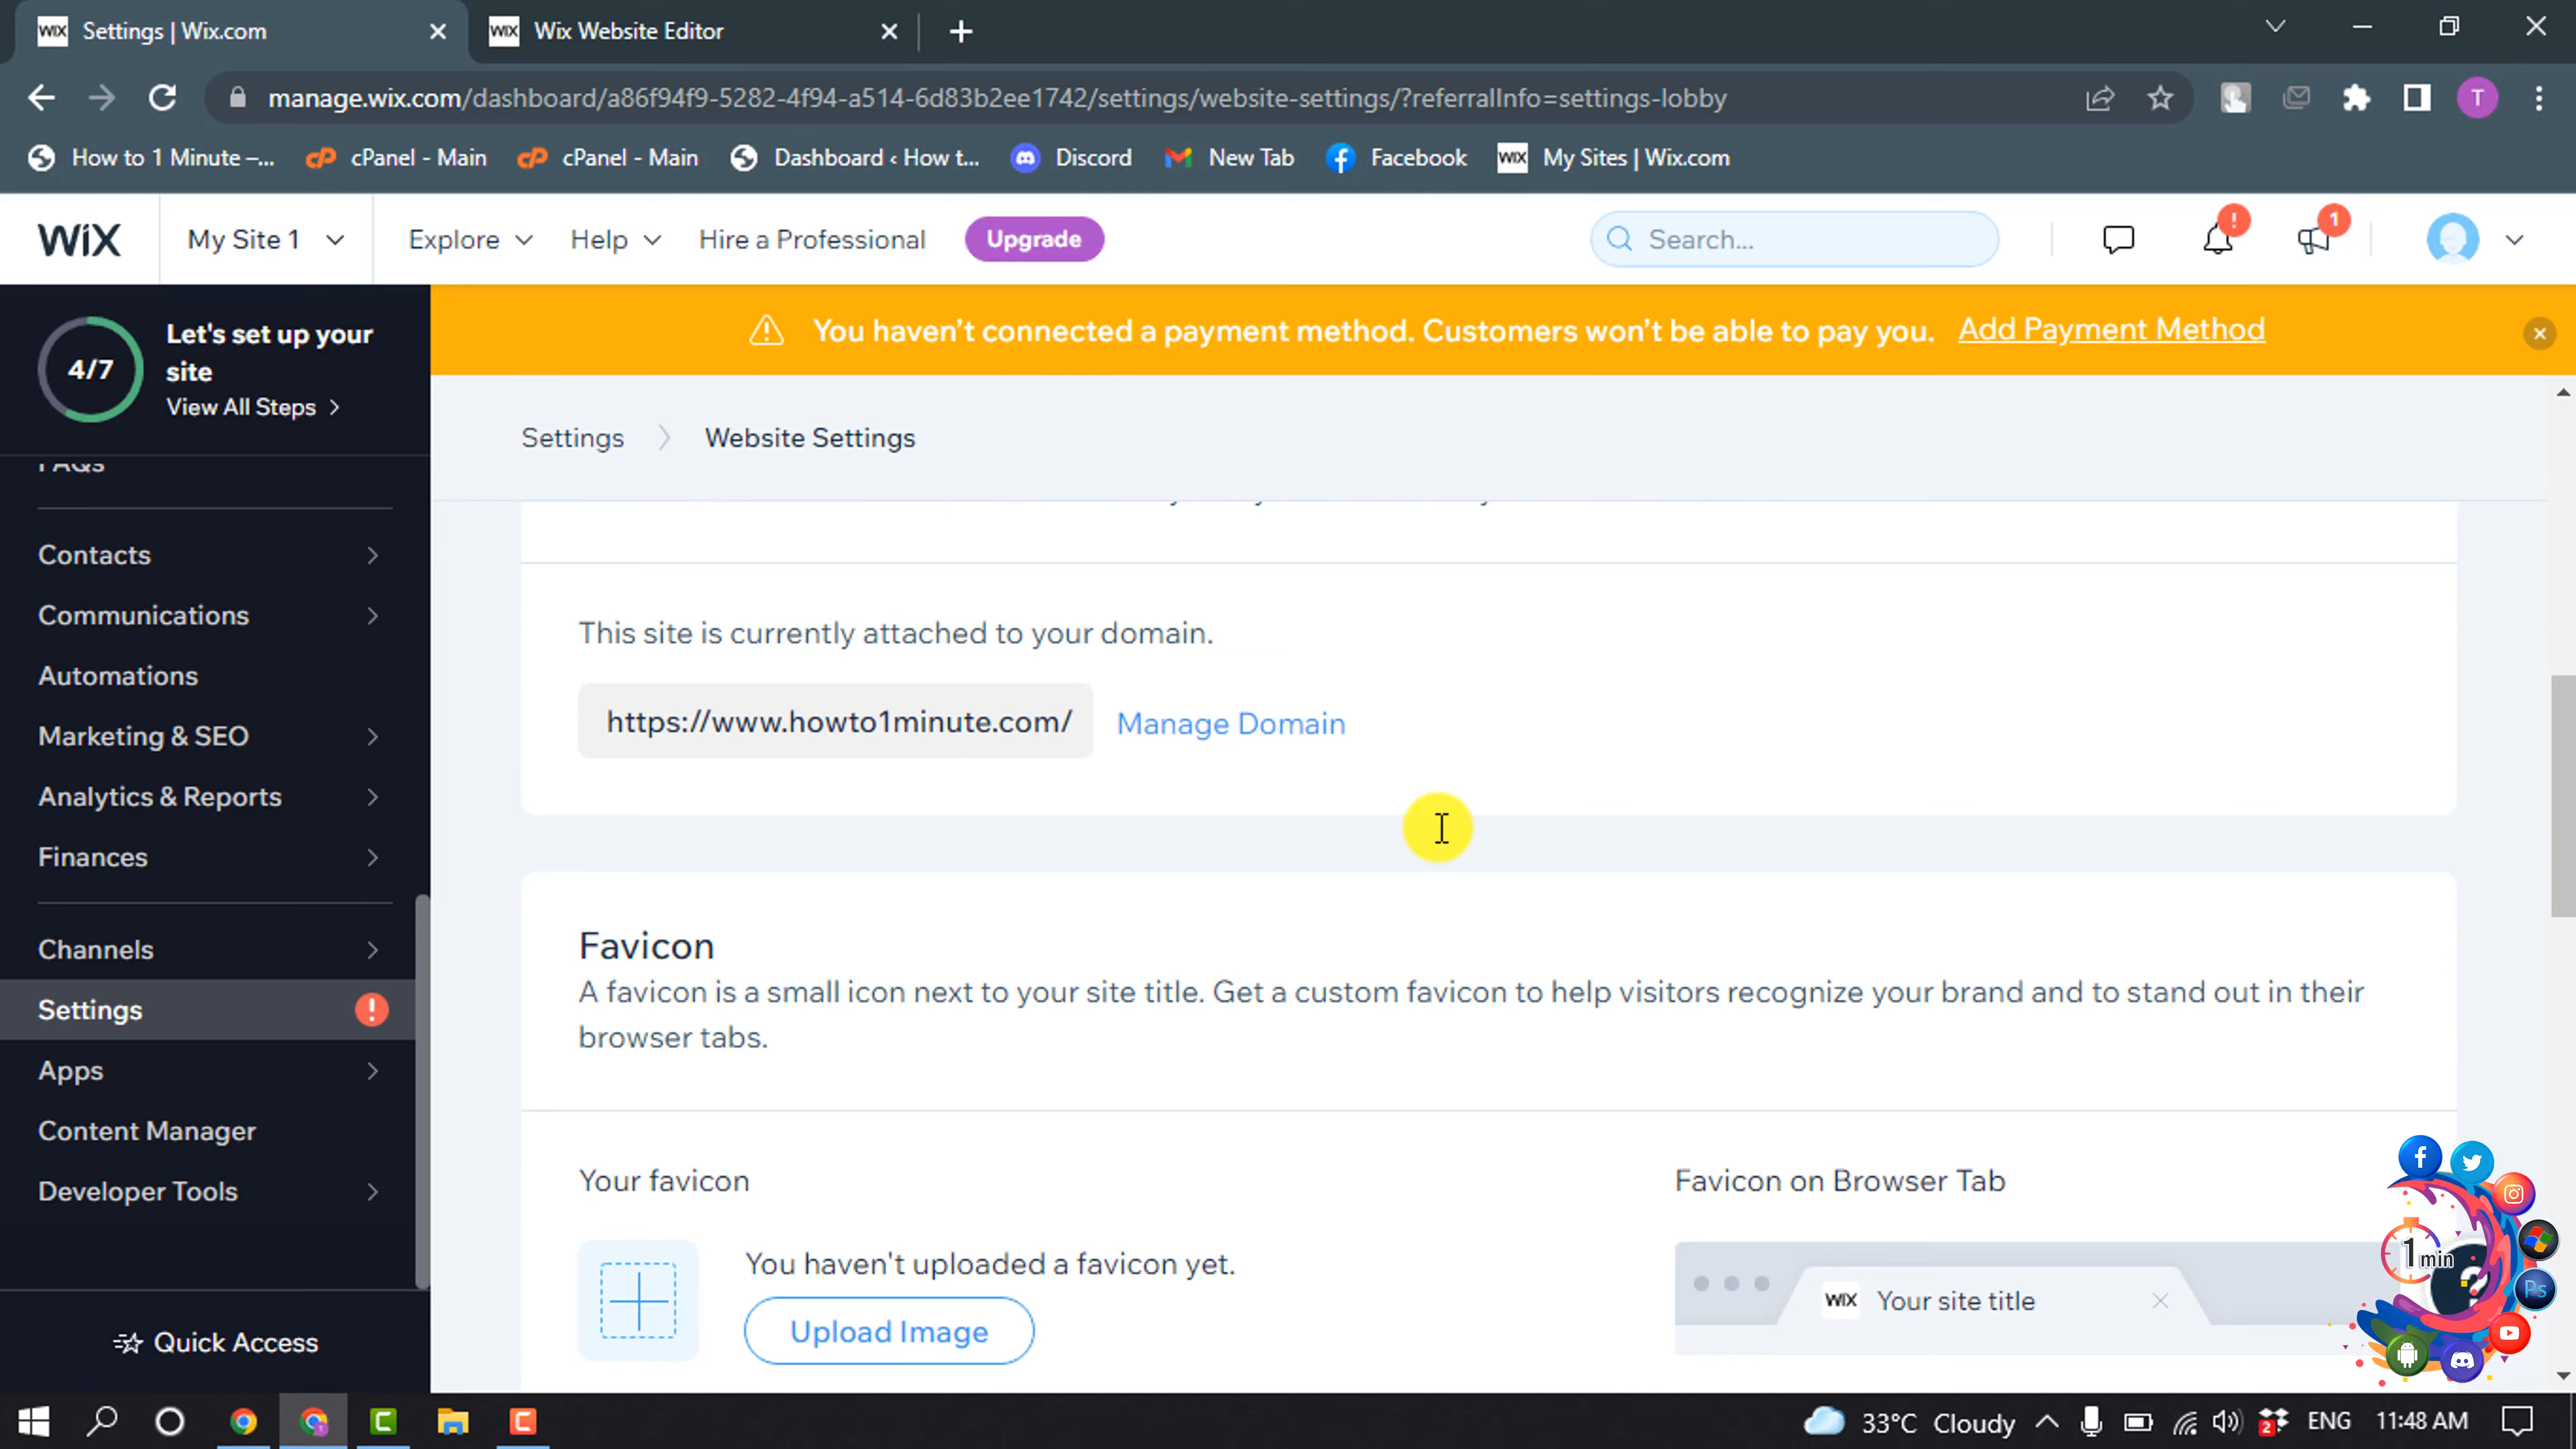 Settings | Wix.com
Wix Website Editor
manage.wix.com/dashboard/a86f94f9-5282-4f94-a514-6d83b2ee1742/settings/website-settings/?referralInfo=settings-lobby
T
How to 1 Minute –...
cPanel - Main
cPanel - Main
Dashboard ‹ How t...
Discord
New Tab
Facebook
My Sites | Wix.com
WiX
My Site 1
Explore
Help
Hire a Professional
Upgrade
Search...
!
1
4/7
Let's set up your
site
View All Steps
You haven't connected a payment method. Customers won't be able to pay you. Add Payment Method
Settings
Website Settings
FAQs
Contacts
Communications
Automations
Marketing & SEO
Analytics & Reports
Finances
Channels
Settings
!
Apps
Content Manager
Developer Tools
Quick Access
This site is currently attached to your domain.
https://www.howto1minute.com/
Manage Domain
Favicon
A favicon is a small icon next to your site title. Get a custom favicon to help visitors recognize your brand and to stand out in their
browser tabs.
Your favicon
You haven't uploaded a favicon yet.
Upload Image
Favicon on Browser Tab
WiX
Your site title
1 min
?
Ps
33°C Cloudy
2
ENG
11:48 AM